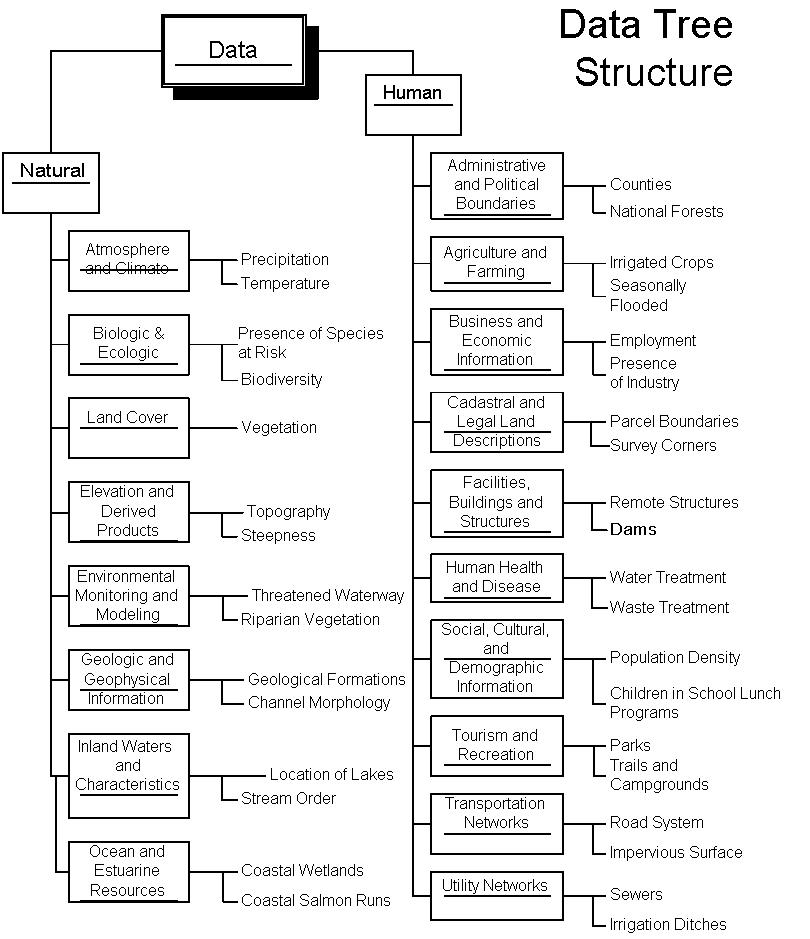 Data Tree
Structure
Data
Human
Natural
Atmosphere
and Climate
Precipitation
Temperature
Biologic &
Ecologic
Presence of Species
at Risk
Biodiversity
Land Cover
Vegetation
Elevation and
Derived
Products
Topography
Steepness
Environmental
Monitoring and
Modeling
Threatened Waterway
Riparian Vegetation
Geologic and
Geophysical
Information
Geological Formations
Channel Morphology
Inland Waters
and
Characteristics
Location of Lakes
Stream Order
Ocean and
Estuarine
Resources
Coastal Wetlands
Coastal Salmon Runs
Administrative
and Political
Boundaries
Counties
National Forests
Agriculture and
Farming
Irrigated Crops
Seasonally
Flooded
Business and
Economic
Information
Employment
Presence
of Industry
Cadastral and
Legal Land
Descriptions
Parcel Boundaries
Survey Corners
Facilities,
Buildings and
Structures
Remote Structures
Dams
Human Health
and Disease
Water Treatment
Waste Treatment
Social, Cultural,
and
Demographic
Information
Population Density
Children in School Lunch
Programs
Tourism and
Recreation
Parks
Trails and
Campgrounds
Transportation
Networks
Road System
Impervious Surface
Utility Networks
Sewers
Irrigation Ditches